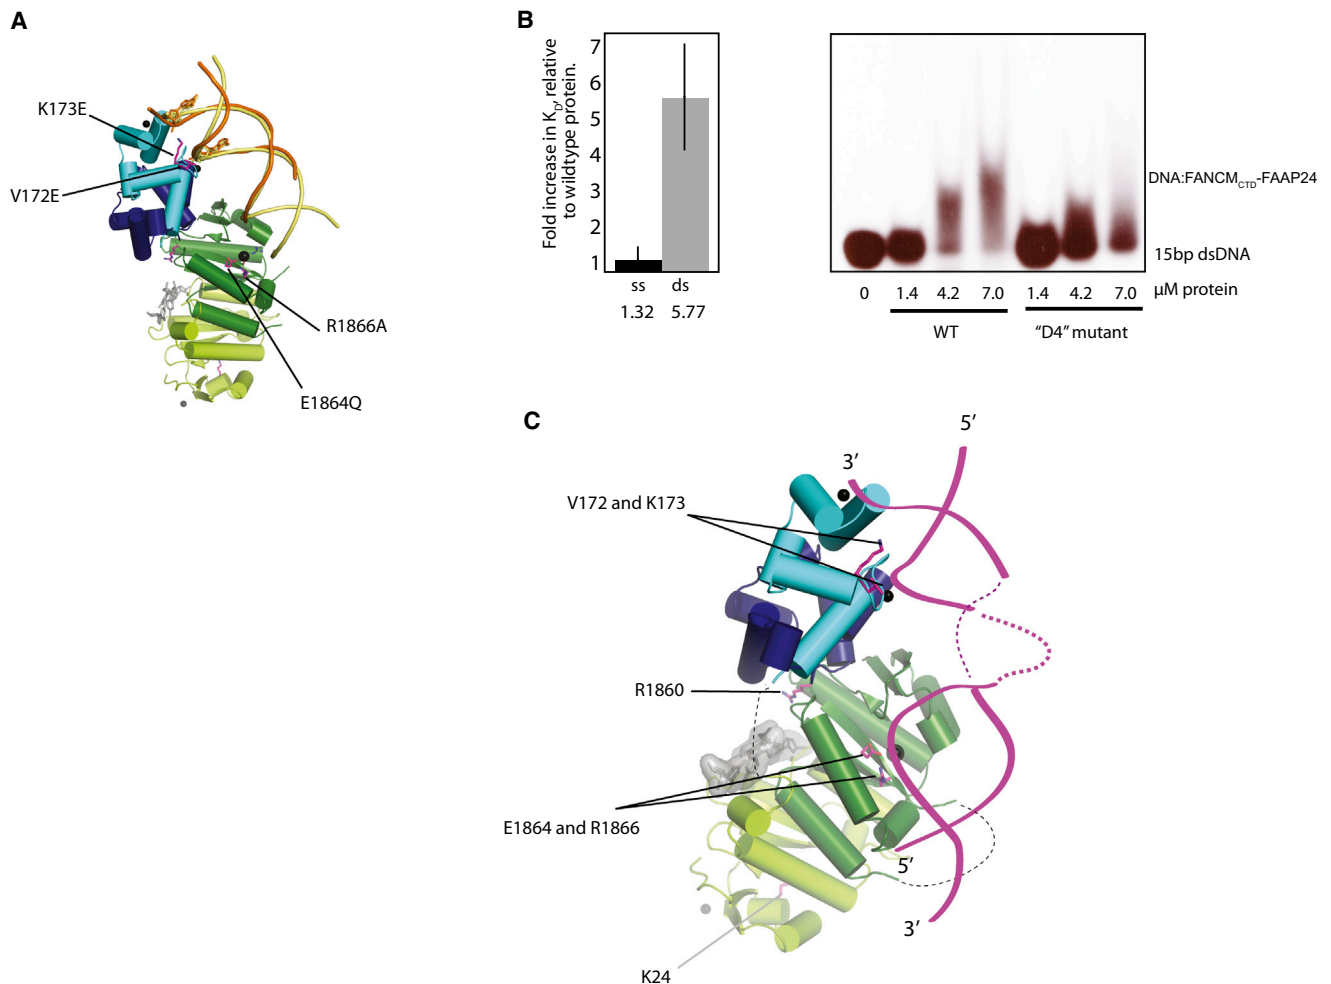 A
K173E
V172E
R1866A
E1864Q
B
Fold increase in KD, relative
to wildtype protein.
7
6
5
4
3
2
1
ss ds
1.32 5.77
DNA:FANCMCTD-FAAP24
15bp dsDNA
0 1.4 4.2 7.0 1.4 4.2 7.0 µM protein
WT "D4" mutant
C
5′
3′
V172 and K173
R1860
E1864 and R1866
5′
3′
K24